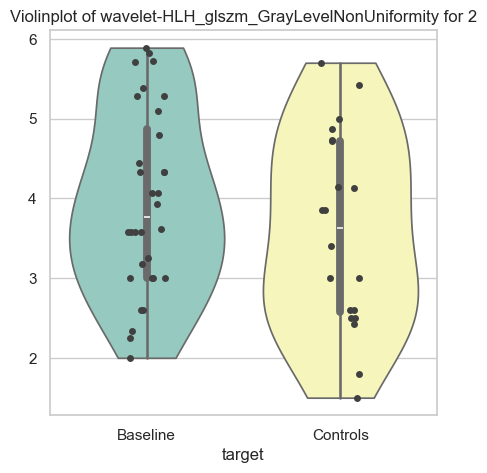 Violinplot of wavelet-HLH_glszm_GrayLevelNonUniformity for 2
6
5
4
3
2
Baseline
Controls
target